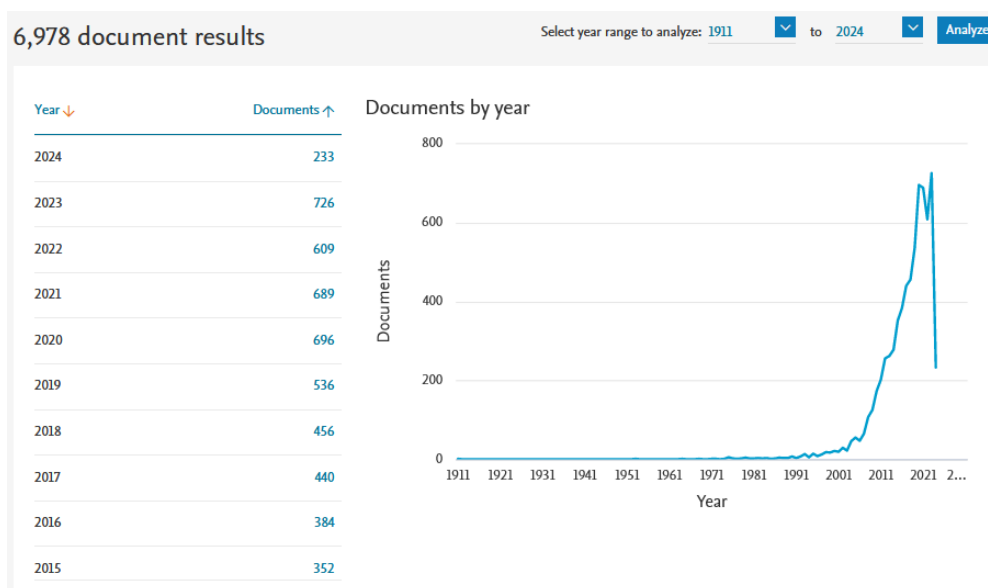 6,978 document results
Select year range to analyze: 1911 to 2024 Analyze
Year Documents
2024 233
2023 726
2022 609
2021 689
2020 696
2019 536
2018 456
2017 440
2016 384
2015 352
Documents by year
800
600
400
200
0
Documents
1911 1921 1931 1941 1951 1961 1971 1981 1991 2001 2011 2021 2...
Year